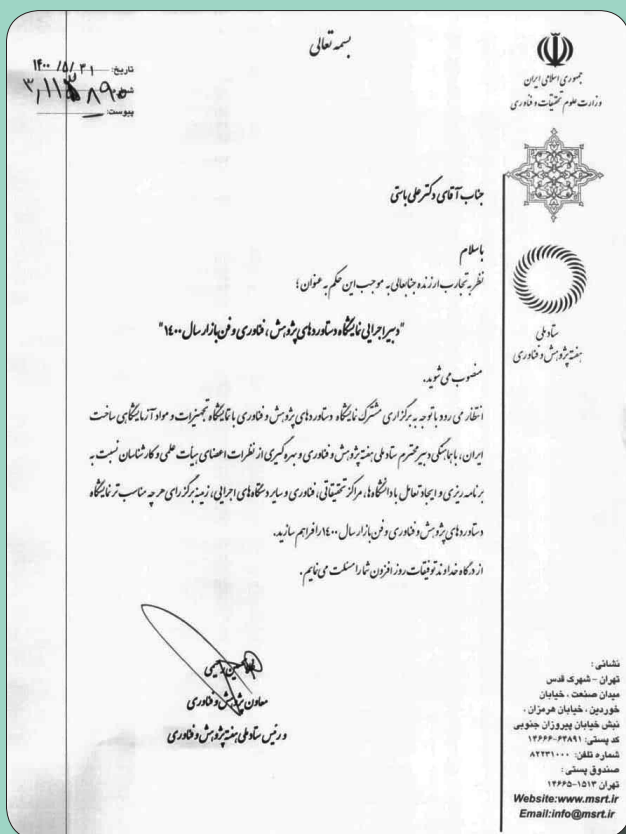 بسمه تعالی
جمهوری اسلامی ایران
وزارت علوم تحقیقات و فناوری
تاریخ: ۱۴۰۰/۵/۳۱
پیوست:
جناب آقای دکتر علی باستی
باسلام
نظر به تجارب ارزنده جنابعالی به موجب این حکم به عنوان ؛
"دبیر اجرایی نمایشگاه دستاوردهای پژوهش، فناوری و فن بازار سال ۱۴۰۰"
منصوب می شوید.
انتظار می رود با توجه به برگزاری مشترک نمایشگاه دستاوردهای پژوهش و فناوری با نمایشگاه تجهیزات و مواد آزمایشگاهی ساخت
ایران، با هماهنگی دبیر محترم ستاد ملی هفته پژوهش و فناوری و بهره گیری از نظرات اعضای هیأت علمی و کارشناسان نسبت به
برنامه ریزی و ایجاد تعامل با دانشگاه ها، مراکز تحقیقاتی، فناوری و سایر دستگاه های اجرایی، زمینه برگزاری هر چه مناسب تر نمایشگاه
دستاوردهای پژوهش و فناوری و فن بازار سال ۱۴۰۰ را فراهم سازید.
از درگاه خداوند توفیقات روز افزون شما را مسئلت می نمایم.
معاون پژوهش و فناوری
و رئیس ستاد ملی هفته پژوهش و فناوری
ستاد ملی
هفته پژوهش و فناوری
نشانی :
تهران - شهرک قدس
میدان صنعت ، خیابان
خوردین ، خیابان هرمزان ،
نبش خیابان پیروزان جنوبی
کد پستی: ۶۳۸۹۱-۱۴۶۶۶
شماره تلفن: ۸۲۲۳۱۰۰۰
صندوق پستی :
تهران ۱۵۱۳-۱۴۶۶۵
Website:www.msrt.ir
Email:info@msrt.ir